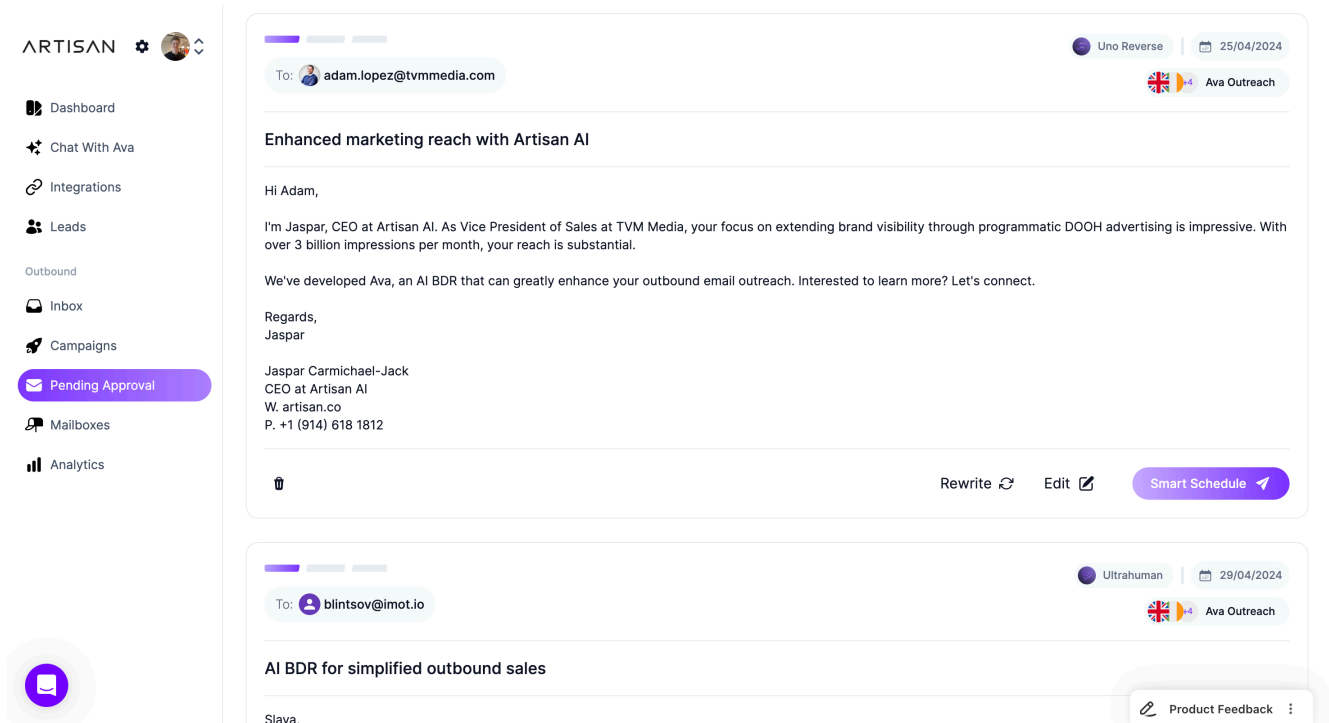 ARTISAN
Dashboard
Chat With Ava
Integrations
Leads
Outbound
Inbox
Campaigns
Pending Approval
Mailboxes
Analytics
Uno Reverse
25/04/2024
To: adam.lopez@tvmmedia.com
+4 Ava Outreach
Enhanced marketing reach with Artisan AI
Hi Adam,
I'm Jaspar, CEO at Artisan AI. As Vice President of Sales at TVM Media, your focus on extending brand visibility through programmatic DOOH advertising is impressive. With
over 3 billion impressions per month, your reach is substantial.
We've developed Ava, an AI BDR that can greatly enhance your outbound email outreach. Interested to learn more? Let's connect.
Regards,
Jaspar
Jaspar Carmichael-Jack
CEO at Artisan AI
W. artisan.co
P. +1 (914) 618 1812
Rewrite
Edit
Smart Schedule
Ultrahuman
29/04/2024
To: blintsov@imot.io
+4 Ava Outreach
AI BDR for simplified outbound sales
Slava,
Product Feedback